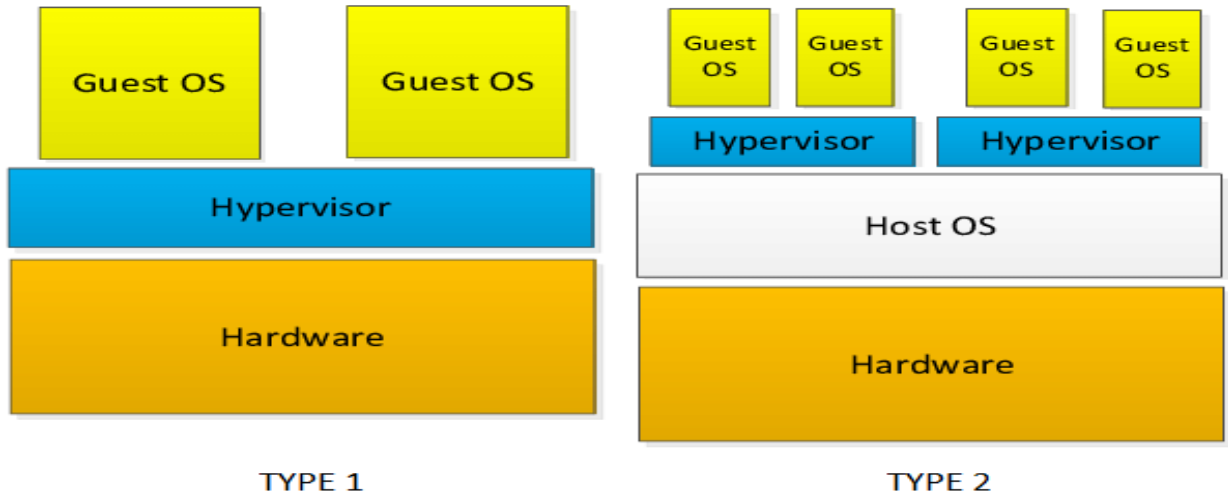 Guest OS
Guest OS
Hypervisor
Hardware
TYPE 1
Guest
OS
Guest
OS
Guest
OS
Guest
OS
Hypervisor
Hypervisor
Host OS
Hardware
TYPE 2